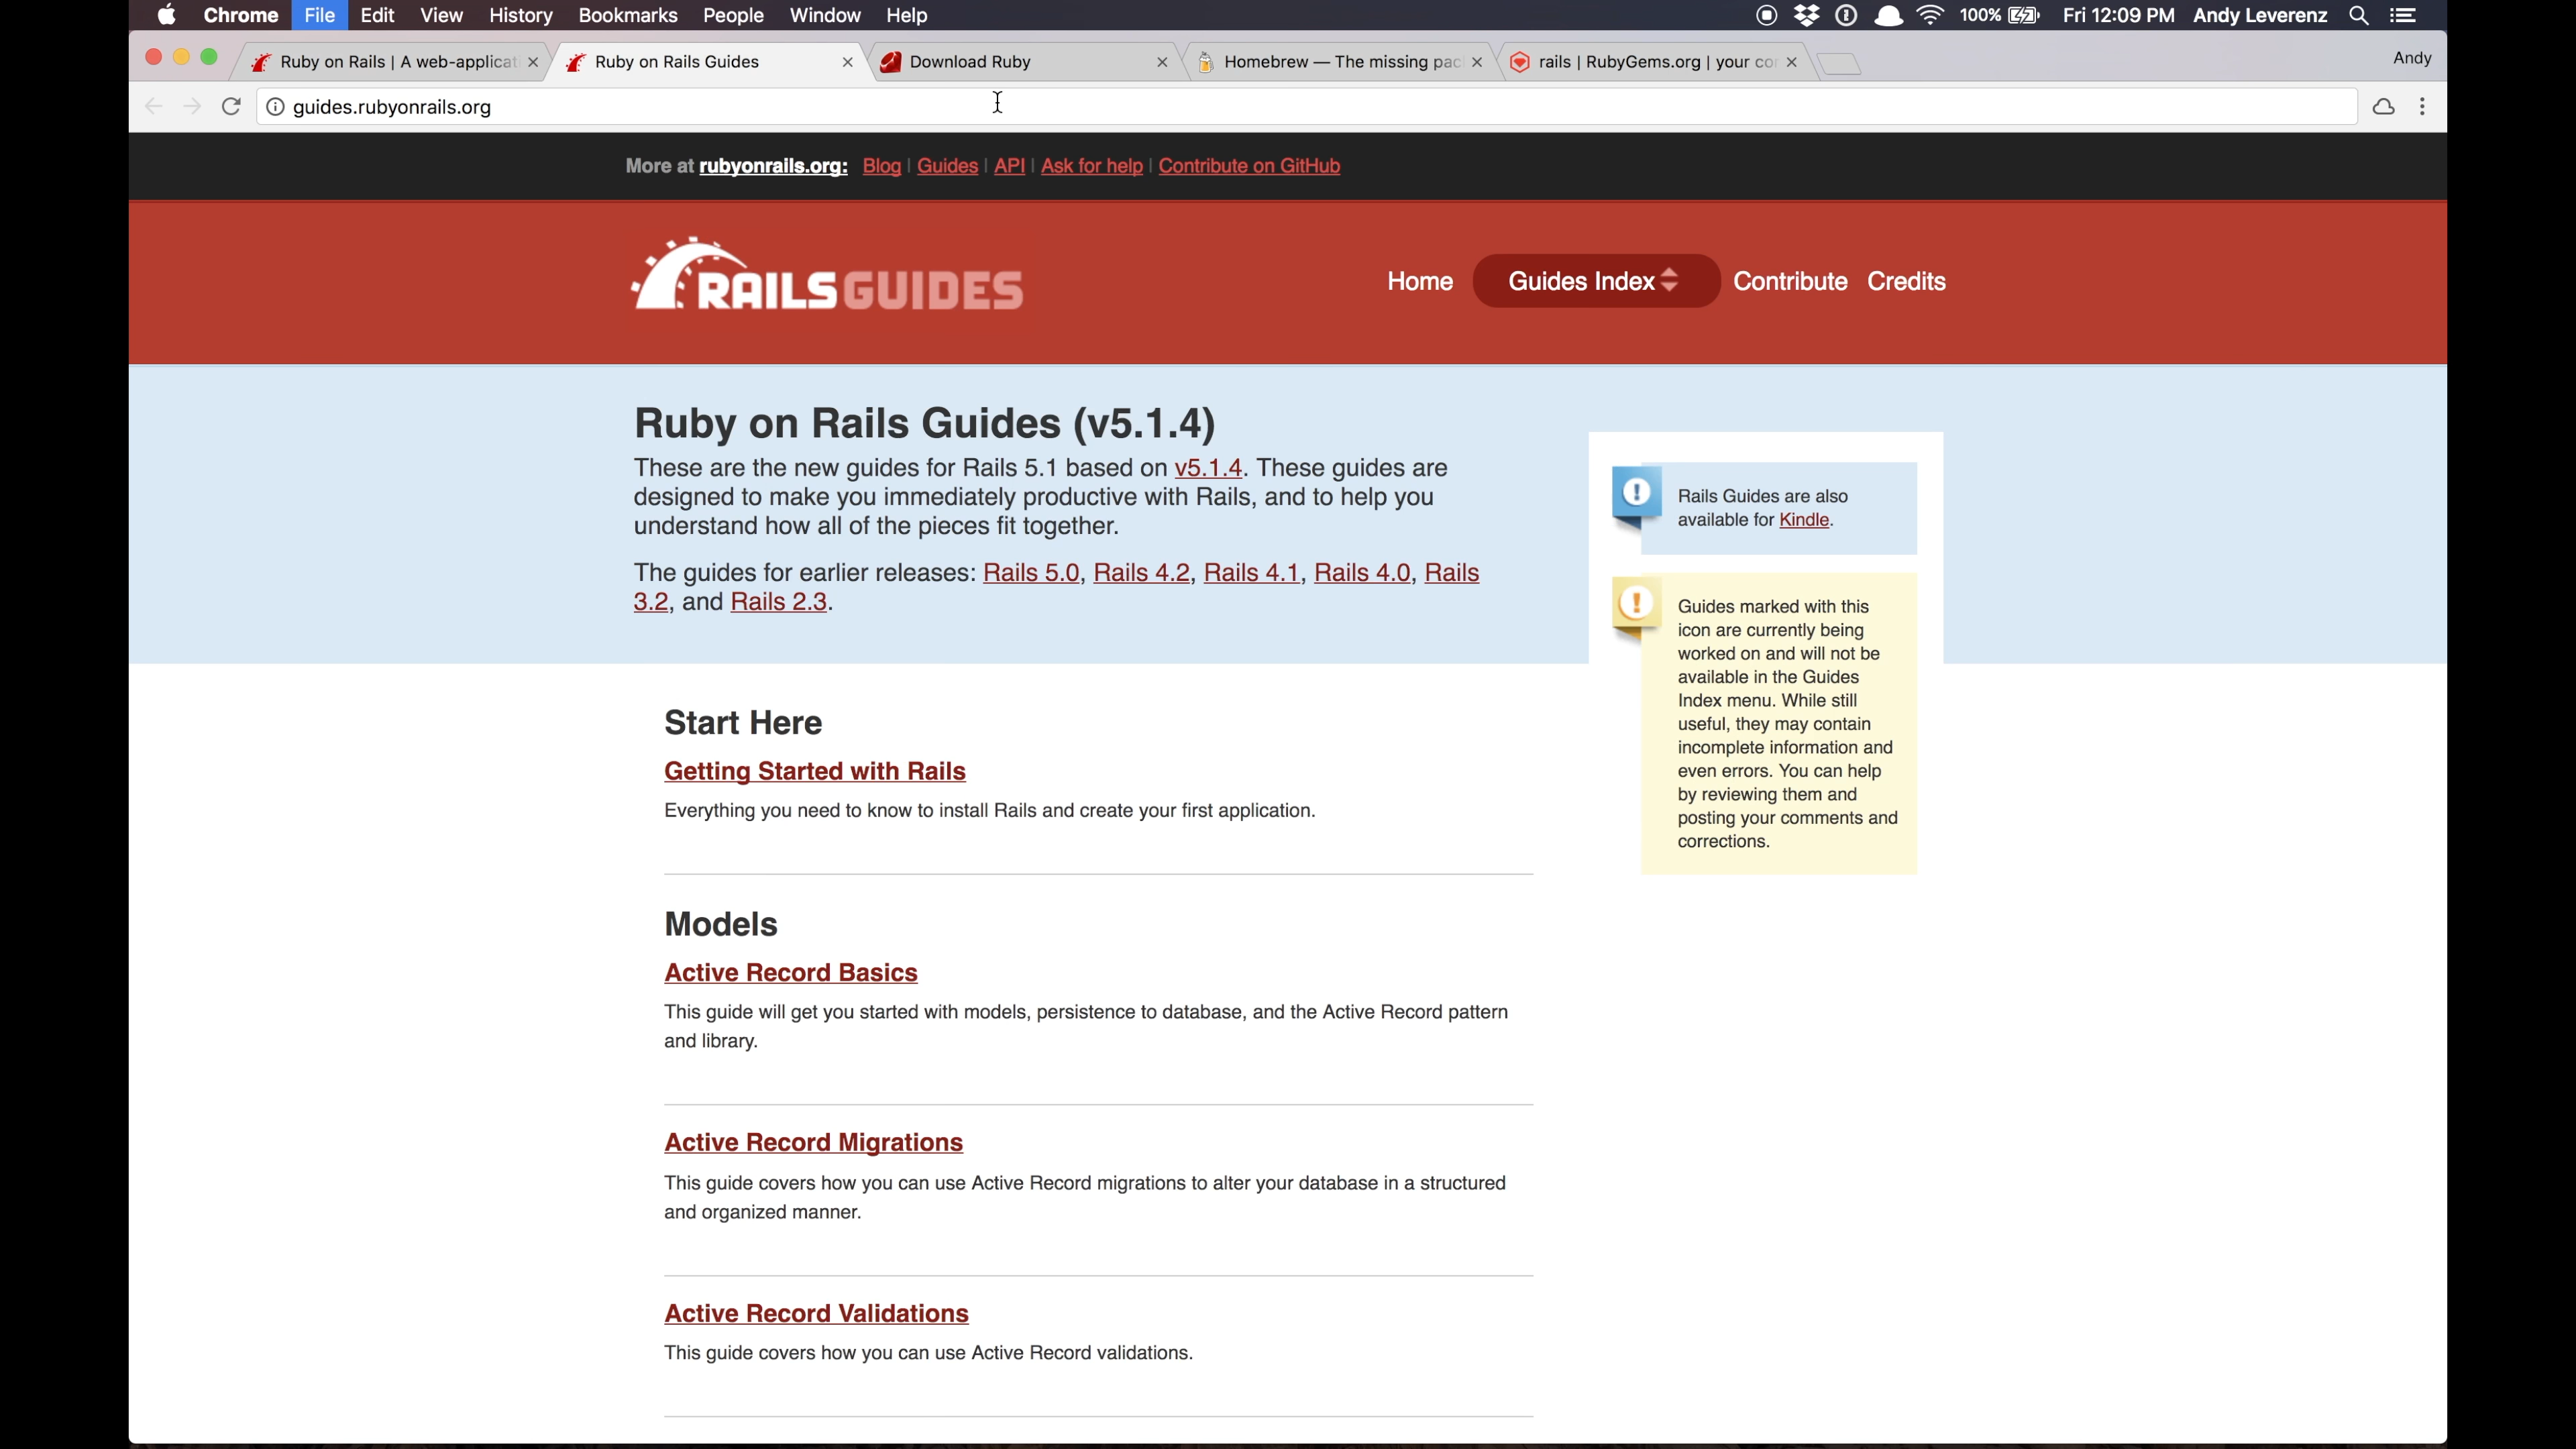 Chrome File Edit View History Bookmarks People Window Help 100% Fri 12:09 PM Andy Leverenz
Ruby on Rails | A web-applicat Ruby on Rails Guides Download Ruby Homebrew — The missing pac rails | RubyGems.org | your co Andy
guides.rubyonrails.org
More at rubyonrails.org: Blog | Guides | API | Ask for help | Contribute on GitHub
RAILSGUIDES
Home Guides Index Contribute Credits
Ruby on Rails Guides (v5.1.4)
These are the new guides for Rails 5.1 based on v5.1.4. These guides are
designed to make you immediately productive with Rails, and to help you
understand how all of the pieces fit together.
The guides for earlier releases: Rails 5.0, Rails 4.2, Rails 4.1, Rails 4.0, Rails
3.2, and Rails 2.3.
Rails Guides are also
available for Kindle.
Guides marked with this
icon are currently being
worked on and will not be
available in the Guides
Index menu. While still
useful, they may contain
incomplete information and
even errors. You can help
by reviewing them and
posting your comments and
corrections.
Start Here
Getting Started with Rails
Everything you need to know to install Rails and create your first application.
Models
Active Record Basics
This guide will get you started with models, persistence to database, and the Active Record pattern
and library.
Active Record Migrations
This guide covers how you can use Active Record migrations to alter your database in a structured
and organized manner.
Active Record Validations
This guide covers how you can use Active Record validations.